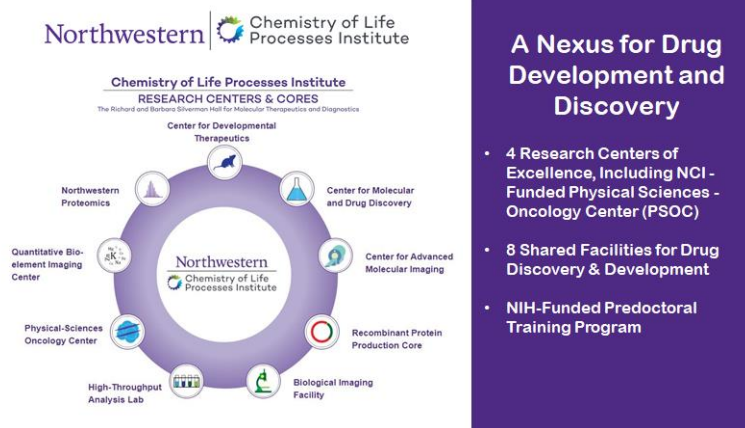 Northwestern
Chemistry of Life
Processes Institute
Chemistry of Life Processes Institute
RESEARCH CENTERS & CORES
The Richard and Barbara Silverman Hall for Molecular Therapeutics and Diagnostics
Center for Developmental
Therapeutics
Northwestern
Proteomics
Center for Molecular
and Drug Discovery
Quantitative Bio-
element Imaging
Center
Center for Advanced
Molecular Imaging
Northwestern
Chemistry of Life
Processes Institute
Physical-Sciences
Oncology Center
Recombinant Protein
Production Core
High-Throughput
Analysis Lab
Biological Imaging
Facility
A Nexus for Drug
Development and
Discovery
• 4 Research Centers of
Excellence, Including NCI -
Funded Physical Sciences -
Oncology Center (PSOC)
• 8 Shared Facilities for Drug
Discovery & Development
• NIH-Funded Predoctoral
Training Program